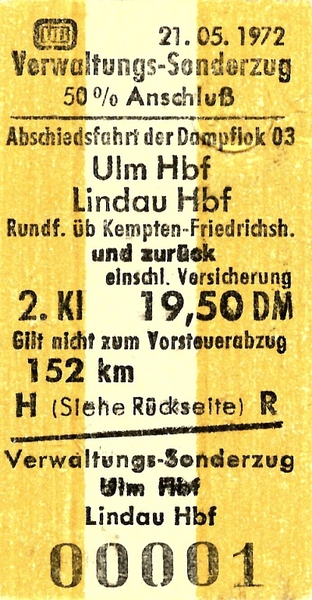 DB 21.05.1972
Verwaltungs-Sonderzug
50% Anschluß
Abschiedsfahrt der Dampflok 03
Ulm Hbf
Lindau Hbf
Rundf. üb Kempten-Friedrichsh.
und zurück
einschl. Versicherung
2. Kl 19,50 DM
Gilt nicht zum Vorsteuerabzug
152 km
H (Siehe Rückseite) R
Verwaltungs-Sonderzug
Ulm Hbf
Lindau Hbf
00001